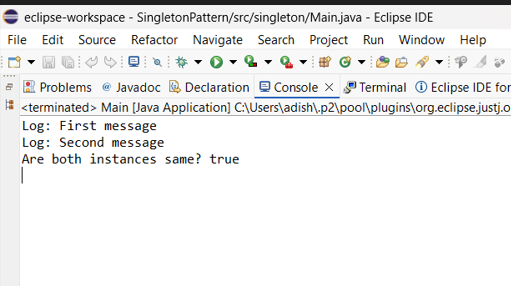 eclipse-workspace - SingletonPattern/src/singleton/Main.java - Eclipse IDE
File Edit Source Refactor Navigate Search Project Run Window Help
Problems Javadoc Declaration Console Terminal Eclipse IDE for
<terminated> Main [Java Application] C:\Users\adish\.p2\pool\plugins\org.eclipse.justj.o
Log: First message
Log: Second message
Are both instances same? true